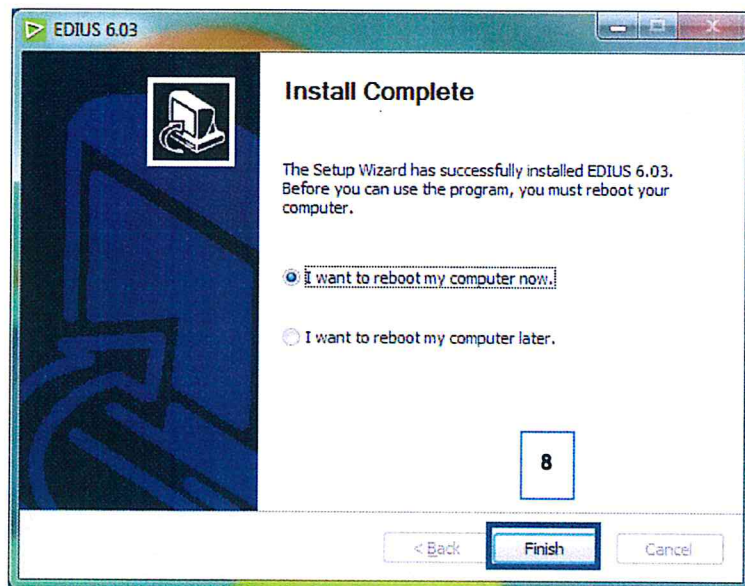 EDIUS 6.03
Install Complete
The Setup Wizard has successfully installed EDIUS 6.03.
Before you can use the program, you must reboot your
computer.
I want to reboot my computer now.
I want to reboot my computer later.
8
< Back
Finish
Cancel